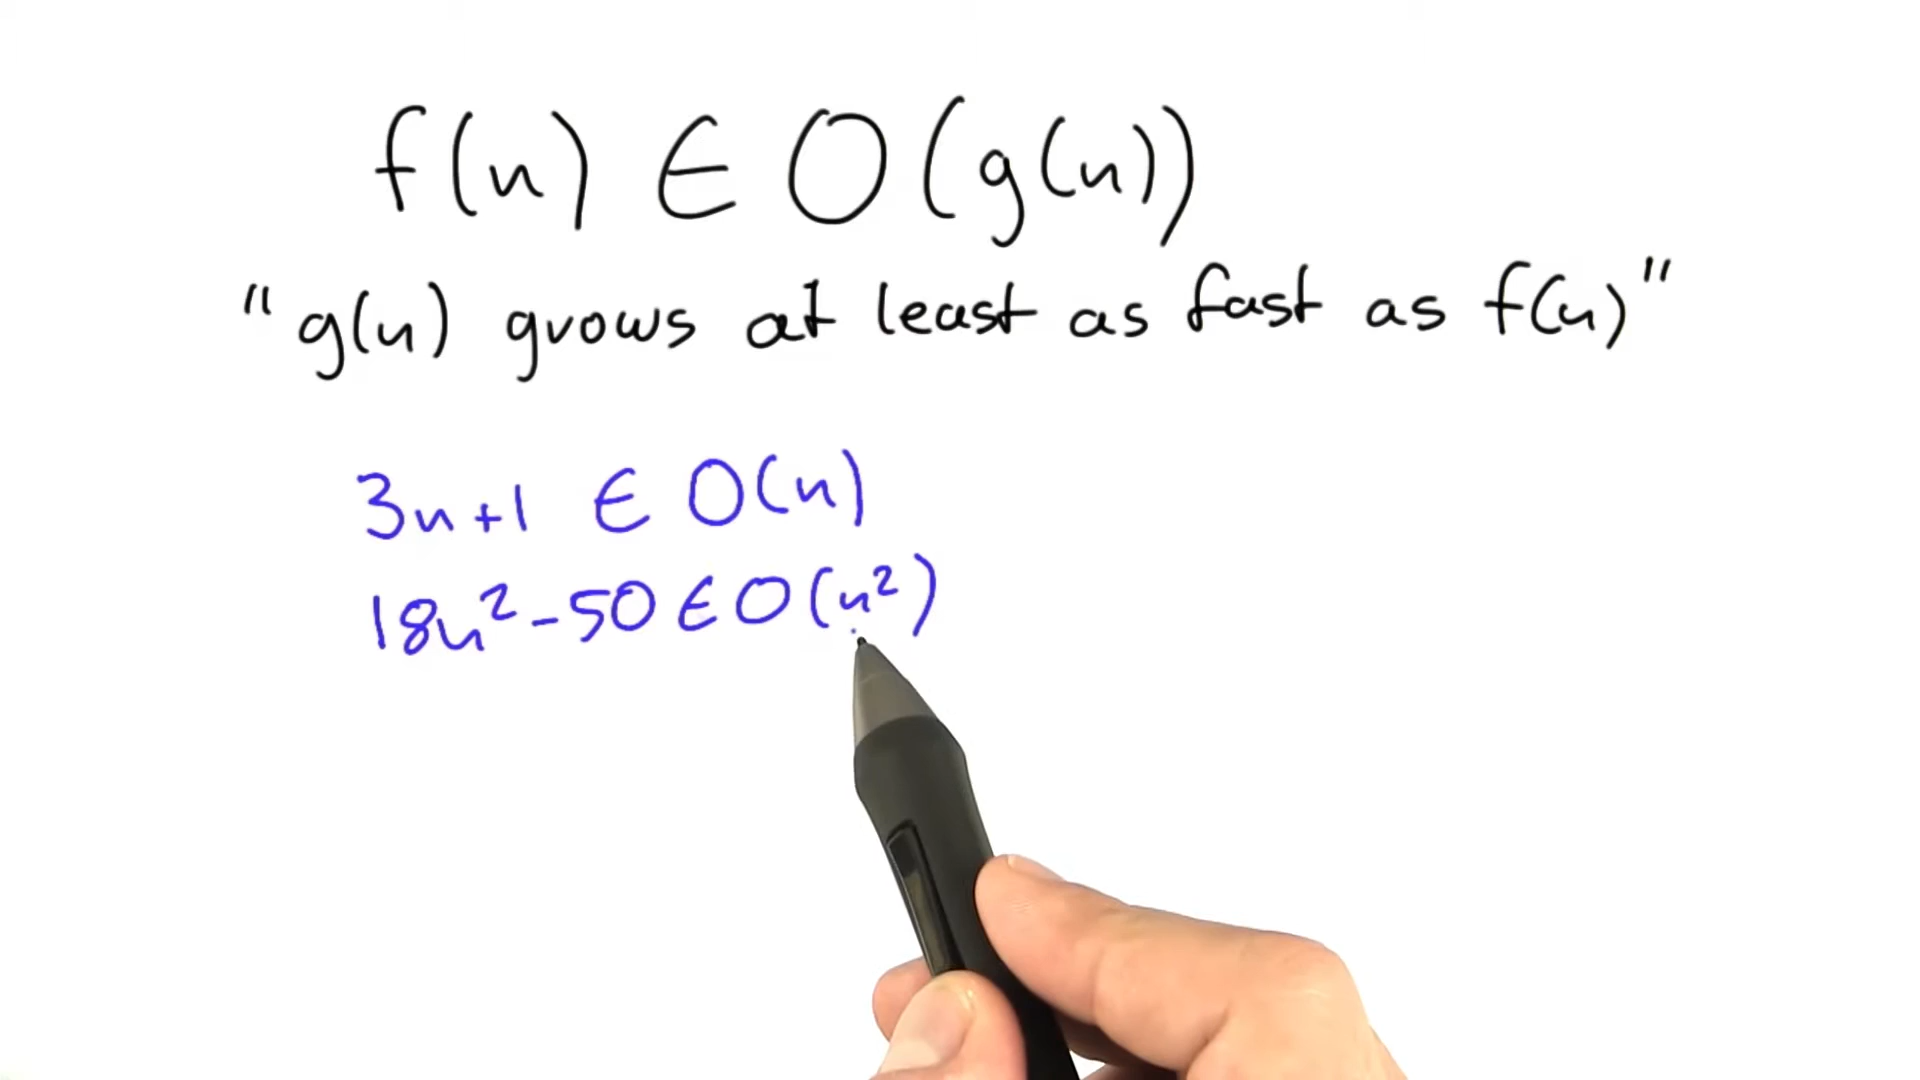 f(n) ∈ O(g(n))
"g(n) grows at least as fast as f(n)"
3n+1 ∈ O(n)
18n²-50 ∈ O(n²)